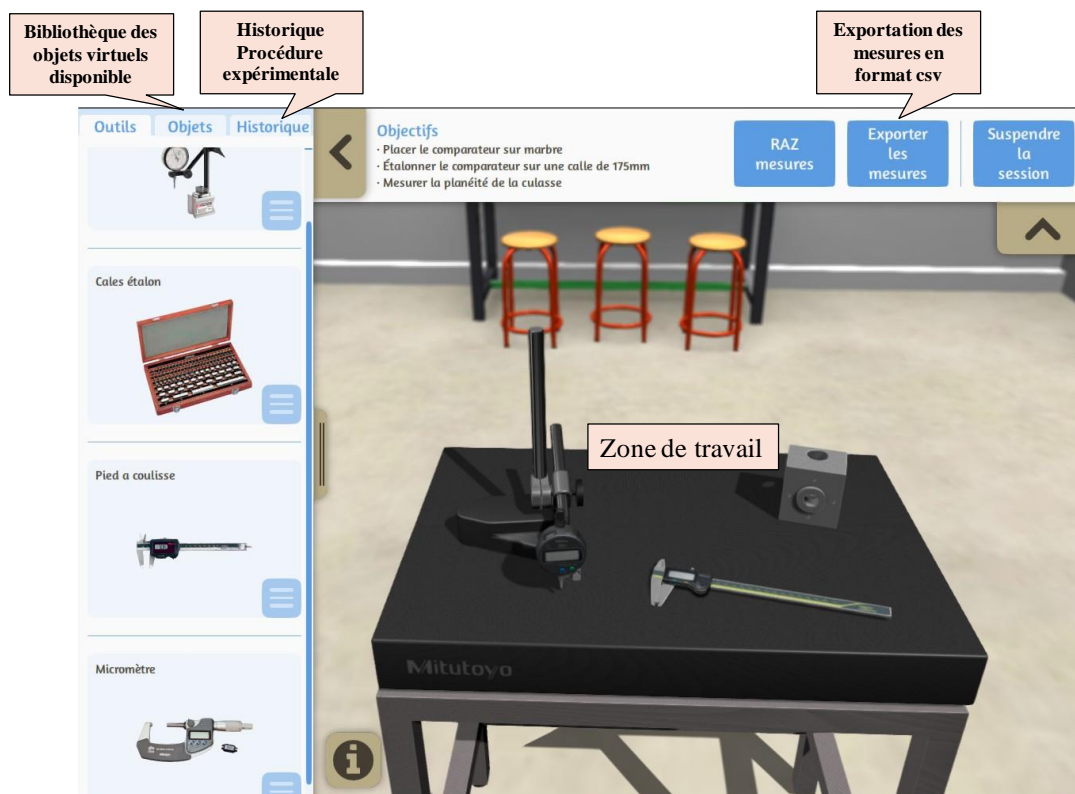 Bibliothèque des
objets virtuels
disponible
Historique
Procédure
expérimentale
Exportation des
mesures en
format csv
Outils
Objets
Historique
Objectifs
· Placer le comparateur sur marbre
· Étalonner le comparateur sur une calle de 175mm
· Mesurer la planéité de la culasse
RAZ
mesures
Exporter
les
mesures
Suspendre
la
session
Cales étalon
Pied a coulisse
Micromètre
Zone de travail
Mitutoyo